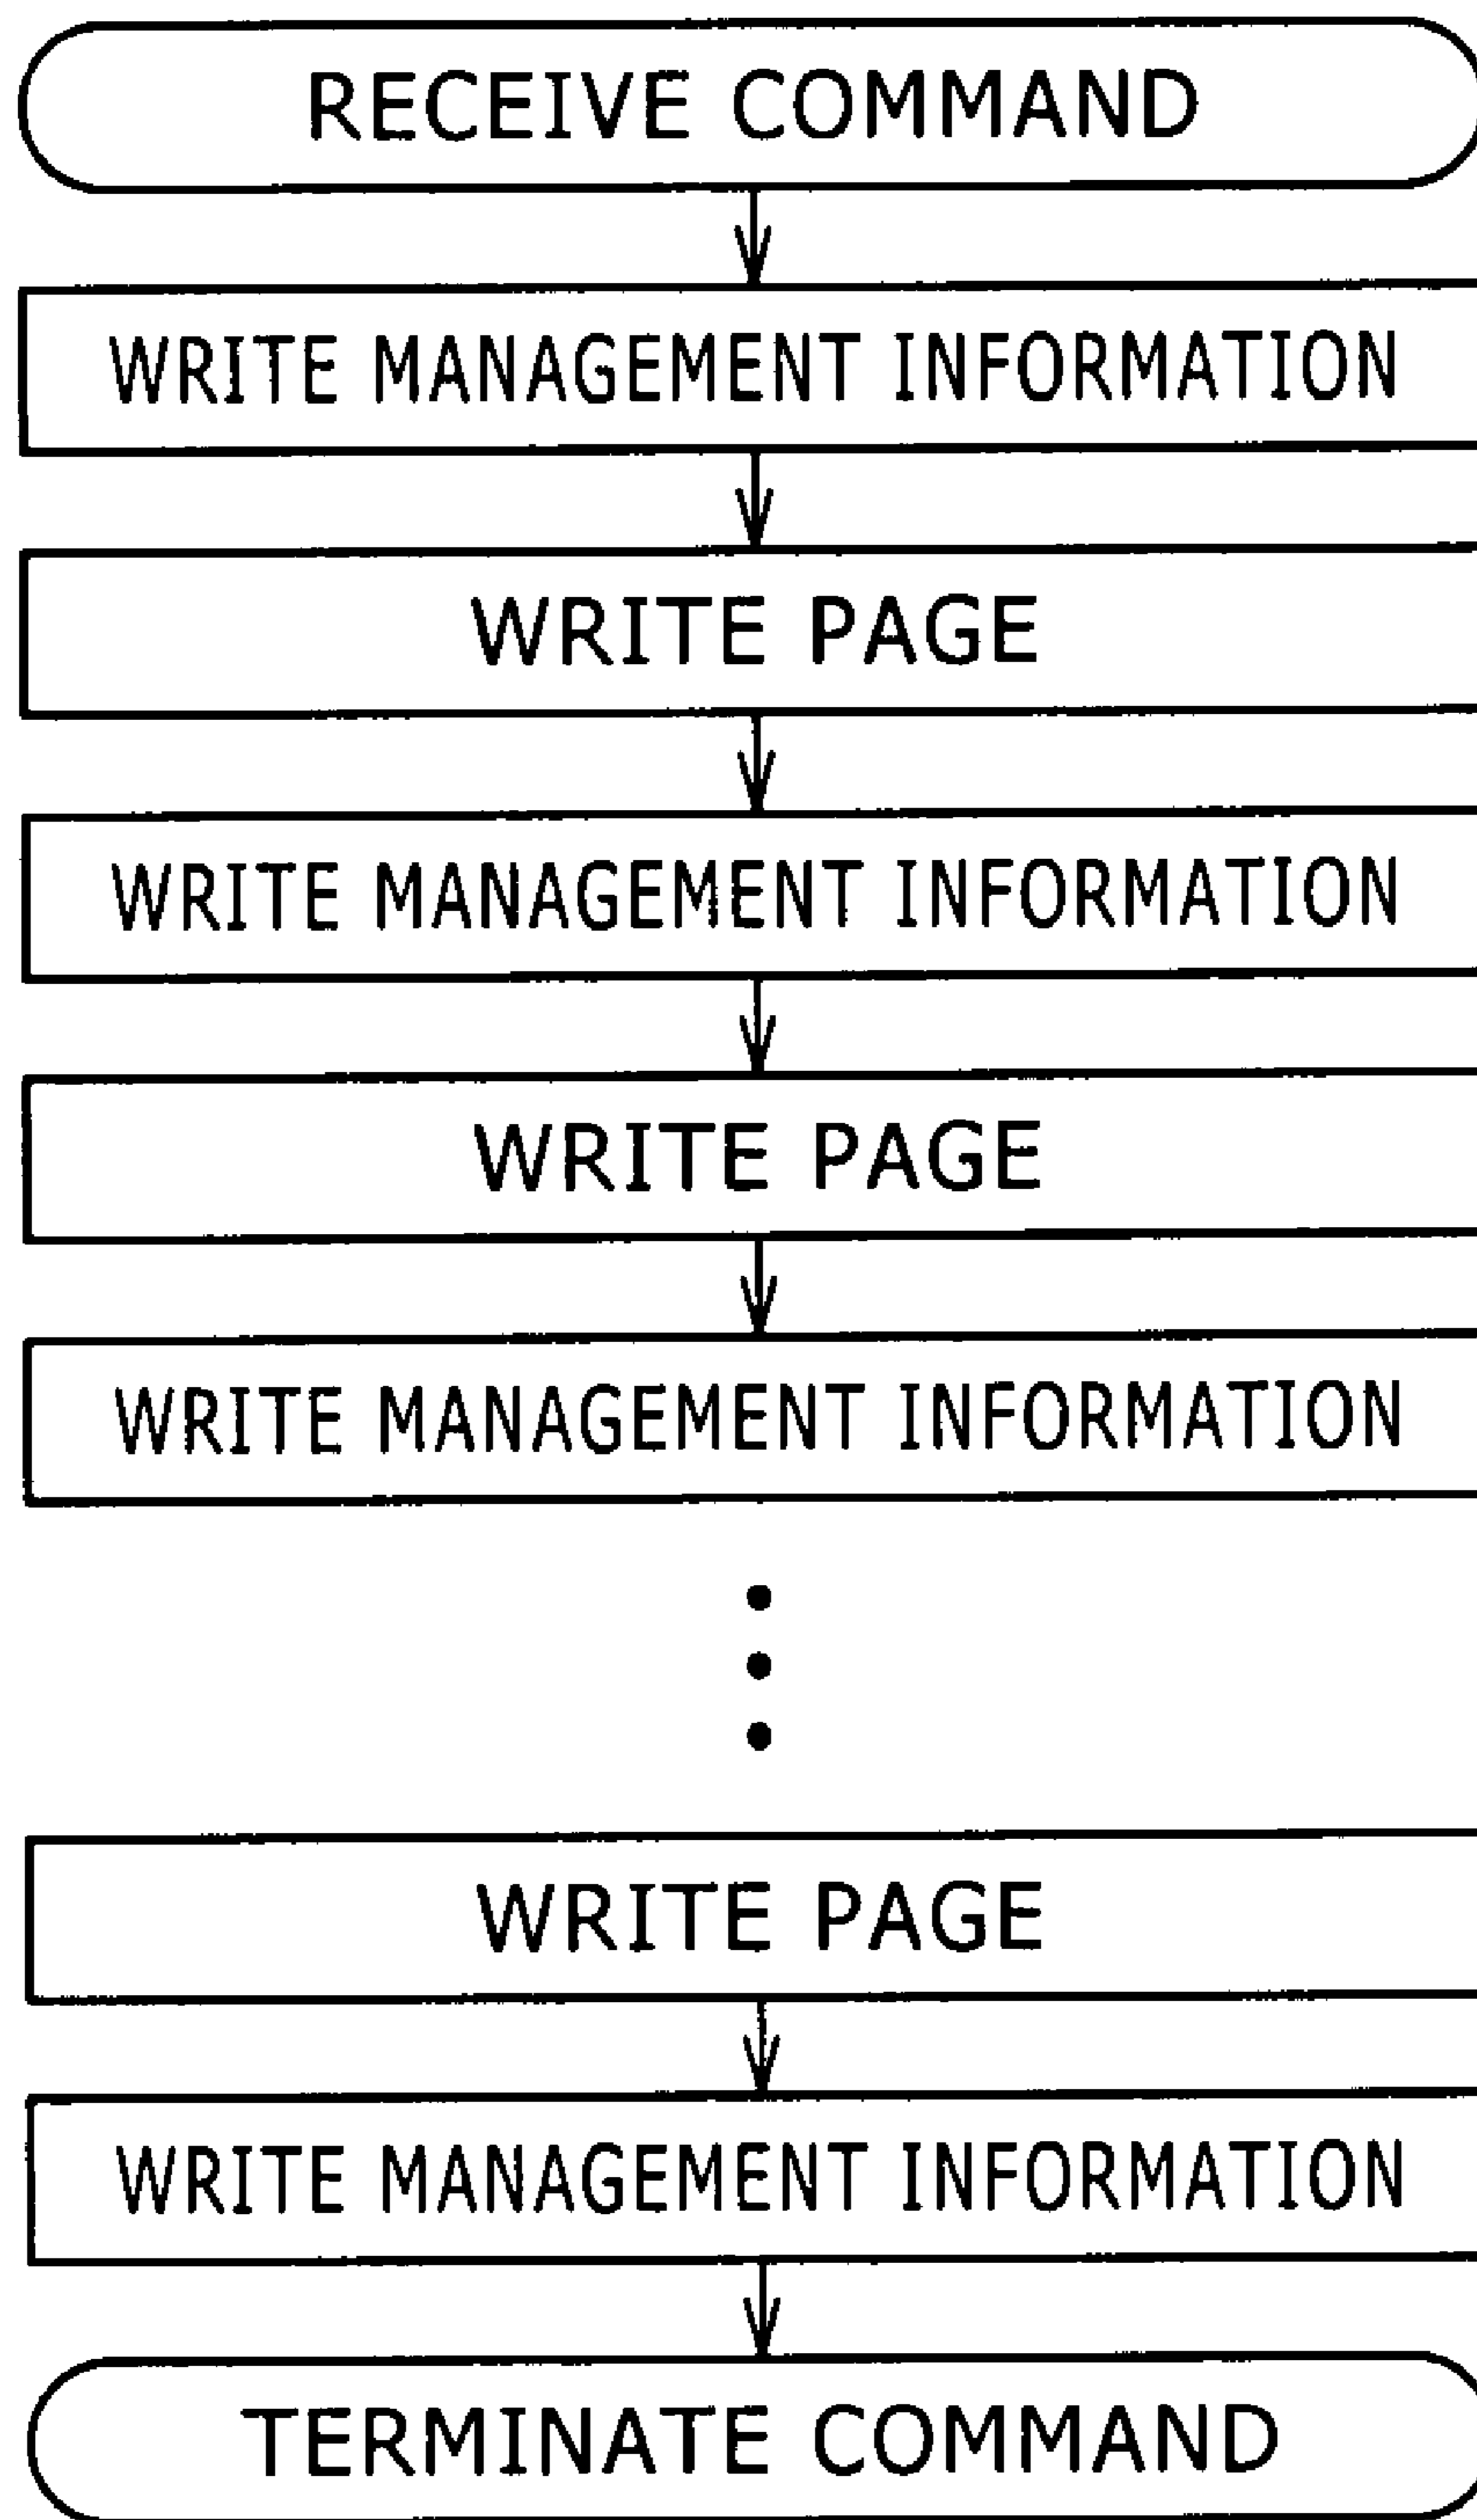 RECEIVE COMMAND
WRITE MANAGEMENT INFORMATION
WRITE PAGE
WRITE MANAGEMENT INFORMATION
WRITE PAGE
WRITE MANAGEMENT INFORMATION
WRITE PAGE
WRITE MANAGEMENT INFORMATION
TERMINATE COMMAND